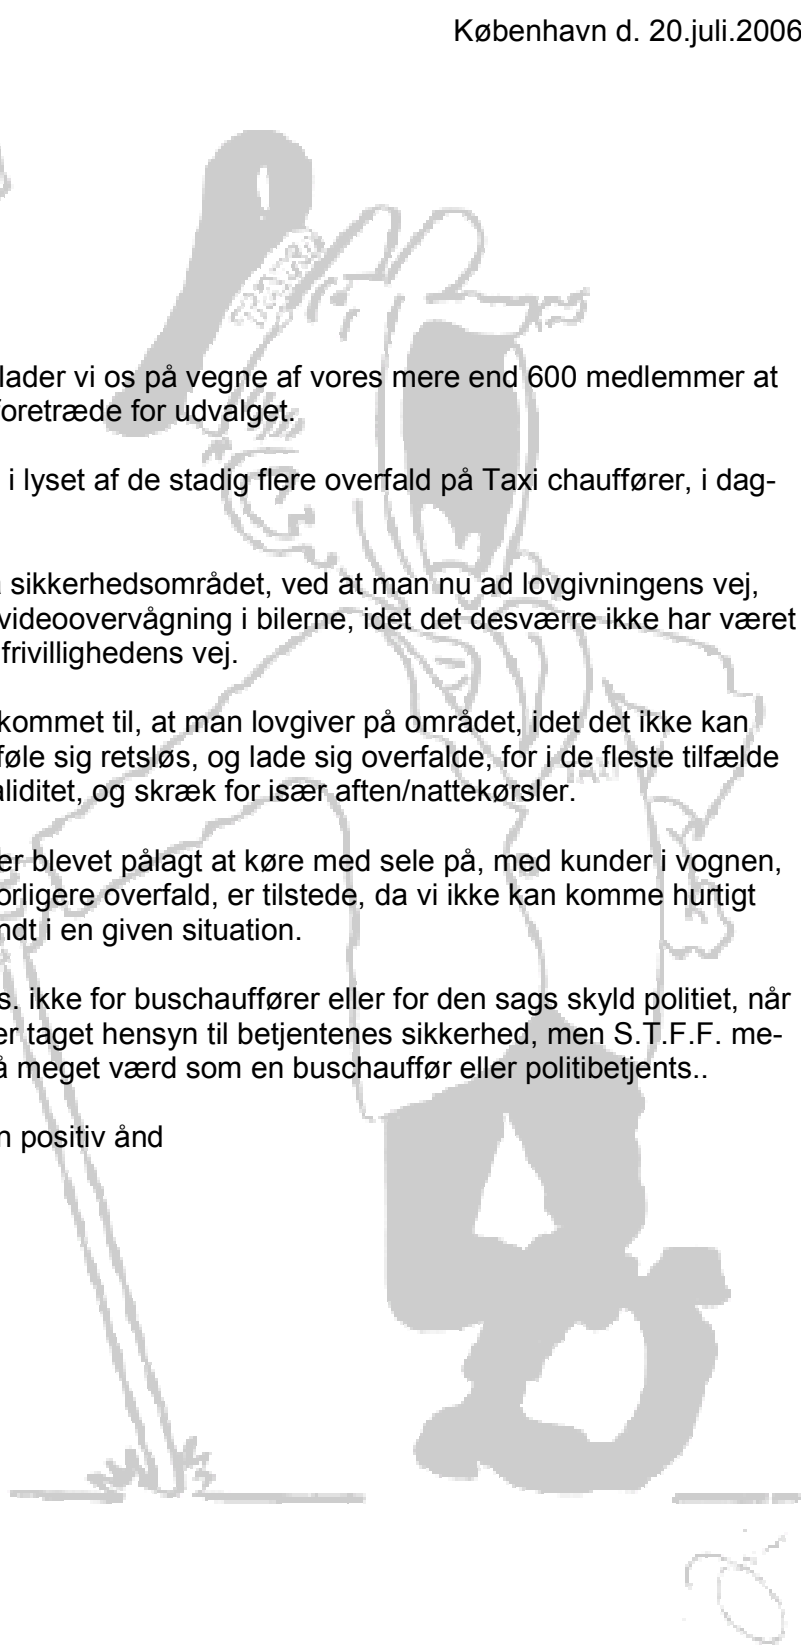 København d. 20.juli.2006
lader vi os på vegne af vores mere end 600 medlemmer at
foretræde for udvalget.
i lyset af de stadig flere overfald på Taxi chauffører, i dag-
sikkerhedsområdet, ved at man nu ad lovgivningens vej,
videoovervågning i bilerne, idet det desværre ikke har været
frivillighedens vej.
kommet til, at man lovgiver på området, idet det ikke kan
føle sig retsløs, og lade sig overfalde, for i de fleste tilfælde
aliditet, og skræk for især aften/nattekørsler.
er blevet pålagt at køre med sele på, med kunder i vognen,
orligere overfald, er tilstede, da vi ikke kan komme hurtigt
ndt i en given situation.
s. ikke for buschauffører eller for den sags skyld politiet, når
er taget hensyn til betjentenes sikkerhed, men S.T.F.F. me-
å meget værd som en buschauffør eller politibetjents..
n positiv ånd